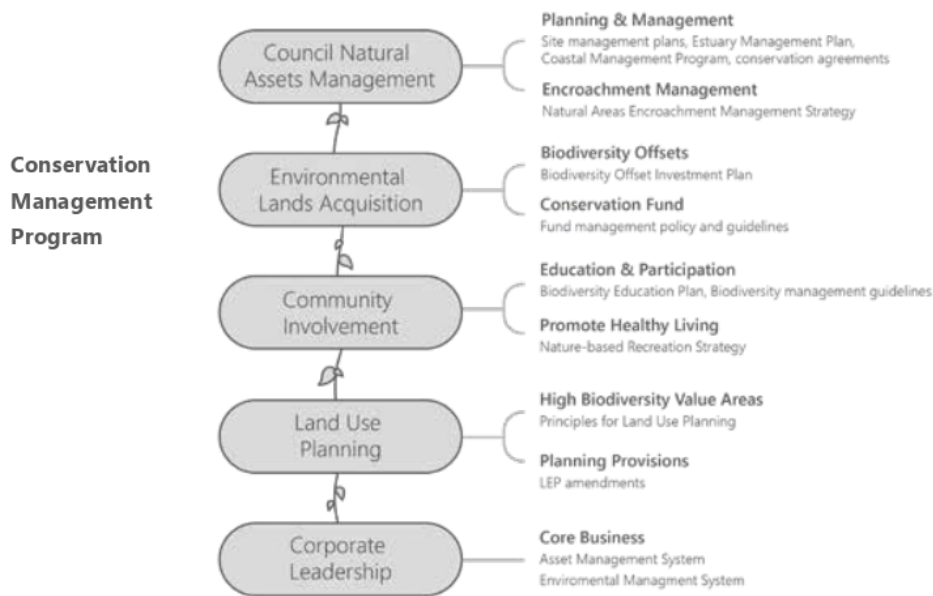 Conservation
Management
Program
Council Natural
Assets Management
Planning & Management
Site management plans, Estuary Management Plan,
Coastal Management Program, conservation agreements
Encroachment Management
Natural Areas Encroachment Management Strategy
Environmental
Lands Acquisition
Biodiversity Offsets
Biodiversity Offset Investment Plan
Conservation Fund
Fund management policy and guidelines
Community
Involvement
Education & Participation
Biodiversity Education Plan, Biodiversity management guidelines
Promote Healthy Living
Nature-based Recreation Strategy
Land Use
Planning
High Biodiversity Value Areas
Principles for Land Use Planning
Planning Provisions
LEP amendments
Corporate
Leadership
Core Business
Asset Management System
Enviromental Managment System